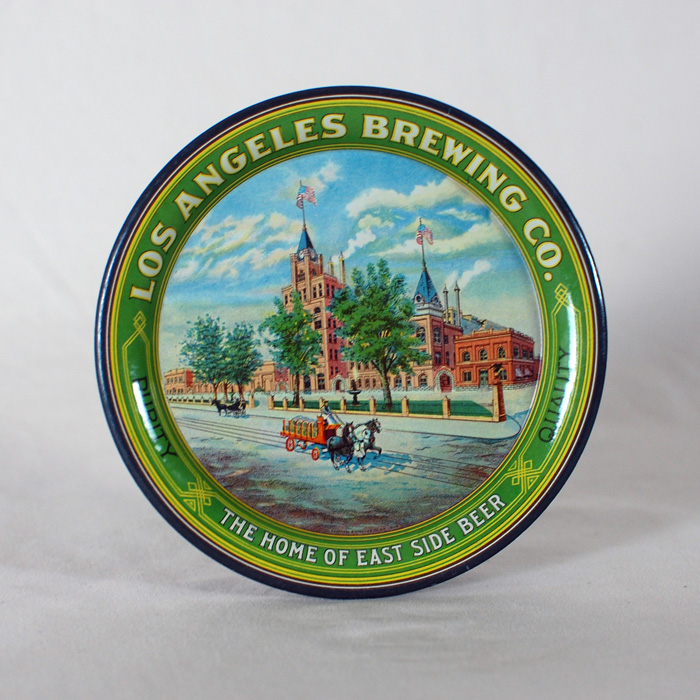 LOS ANGELES BREWING CO.
PURITY
QUALITY
THE HOME OF EAST SIDE BEER